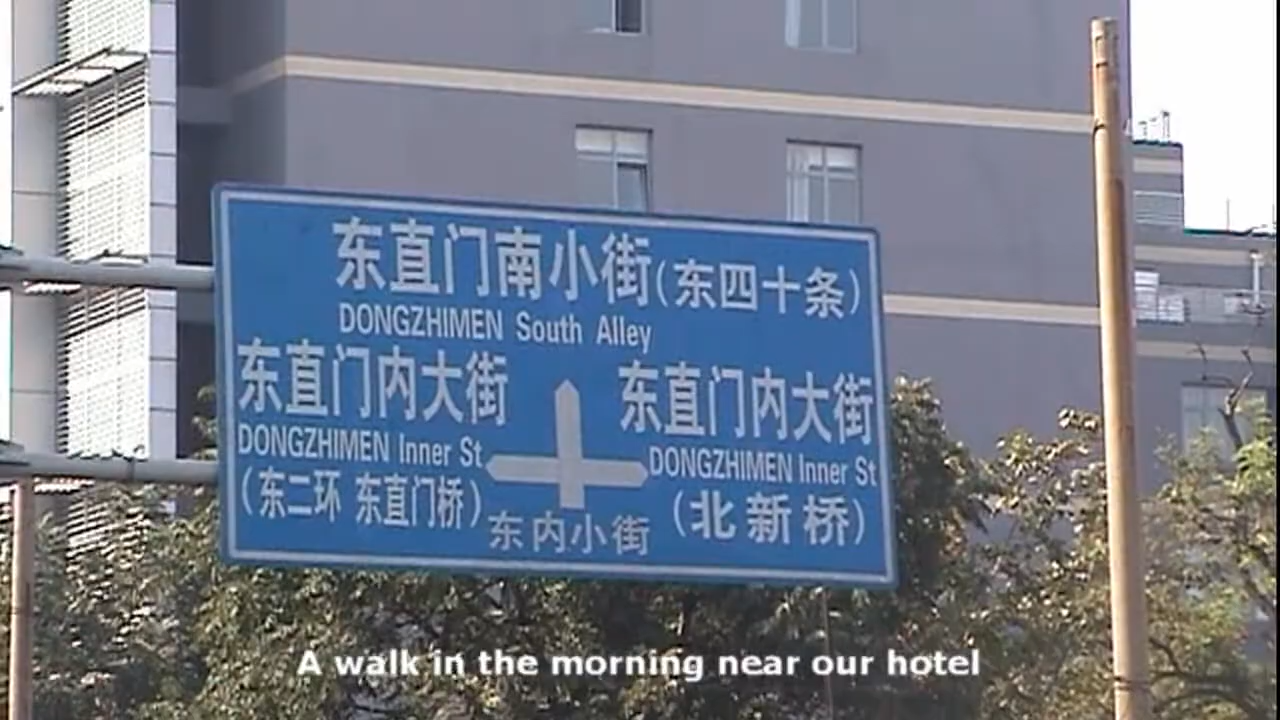 东直门南小街(东四十条)
DONGZHIMEN South Alley
东直门内大街
DONGZHIMEN Inner St
(东二环 东直门桥)
东直门内大街
DONGZHIMEN Inner St
(北新桥)
东内小街
A walk in the morning near our hotel